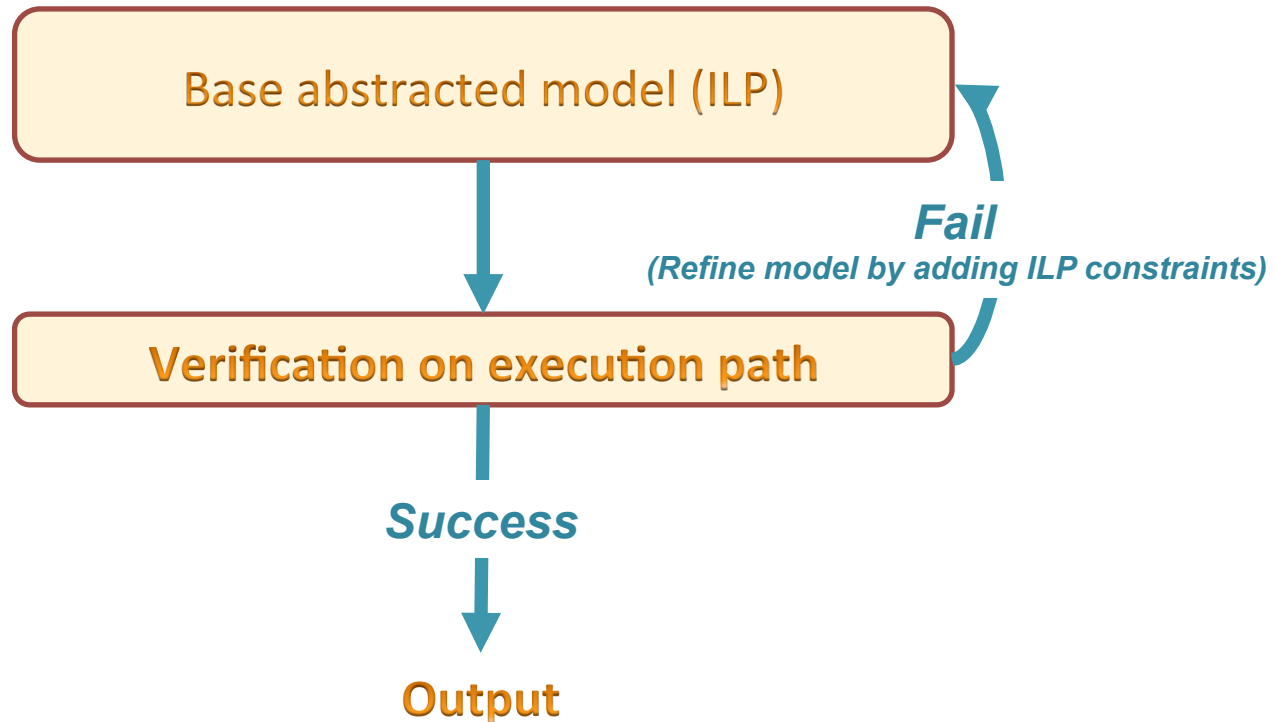 Base abstracted model (ILP)
Fail
(Refine model by adding ILP constraints)
Verification on execution path
Success
Output